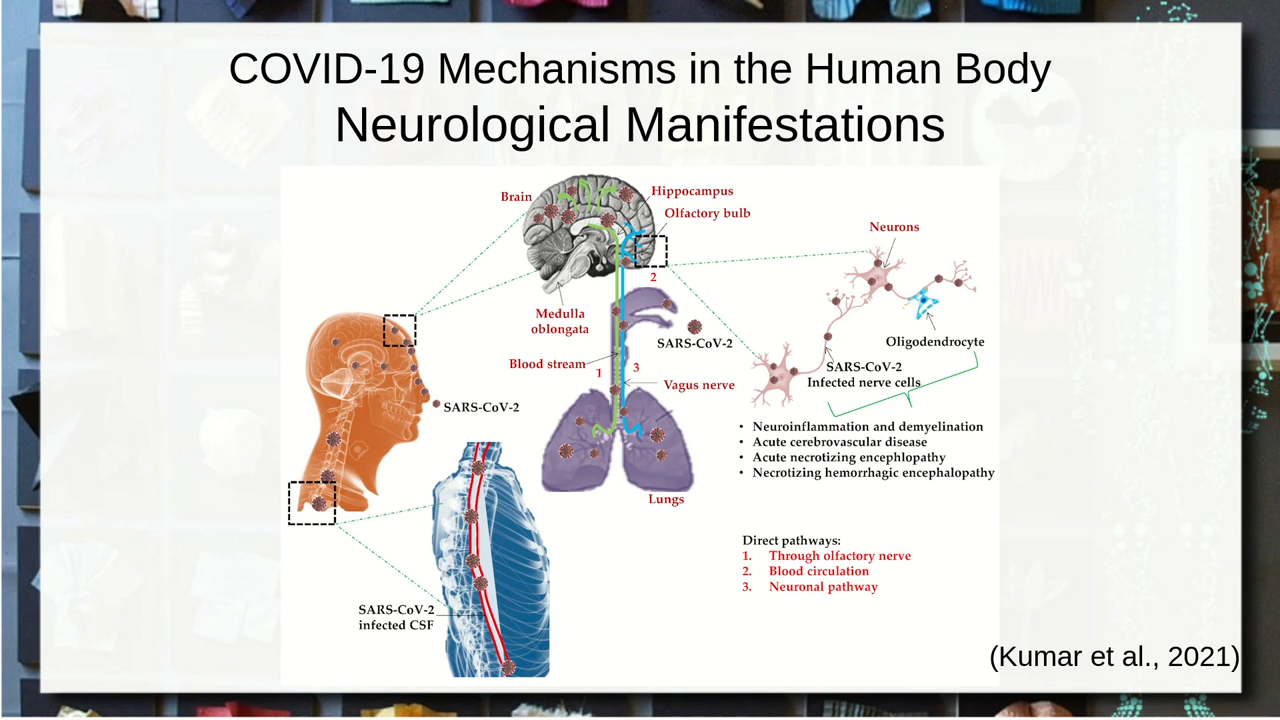 COVID-19 Mechanisms in the Human Body
Neurological Manifestations
Brain
Hippocampus
Olfactory bulb
Neurons
2
Medulla
oblongata
SARS-CoV-2
Oligodendrocyte
Blood stream
1
3
Vagus nerve
SARS-CoV-2
Infected nerve cells
SARS-CoV-2
• Neuroinflammation and demyelination
• Acute cerebrovascular disease
• Acute necrotizing encephlopathy
• Necrotizing hemorrhagic encephalopathy
Lungs
Direct pathways:
1. Through olfactory nerve
2. Blood circulation
3. Neuronal pathway
SARS-CoV-2
infected CSF
(Kumar et al., 2021)